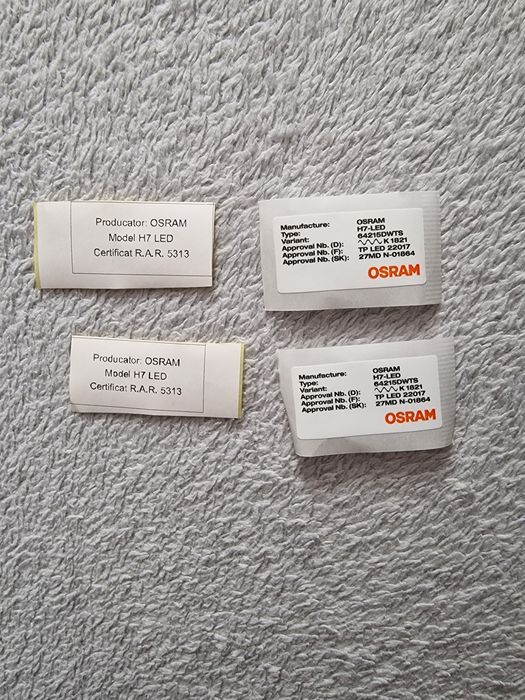 Producator: OSRAM
Model H7 LED
Certificat R.A.R. 5313
Manufacture: OSRAM
Type: H7-LED
Variant: 64215DWTS
Approval Nb. (D): K 1821
Approval Nb. (F): TP LED 22017
Approval Nb. (SK): 27MD N-01864
OSRAM
Producator: OSRAM
Model H7 LED
Certificat R.A.R. 5313
Manufacture: OSRAM
Type: H7-LED
Variant: 64215DWTS
Approval Nb. (D): K 1821
Approval Nb. (F): TP LED 22017
Approval Nb. (SK): 27MD N-01864
OSRAM